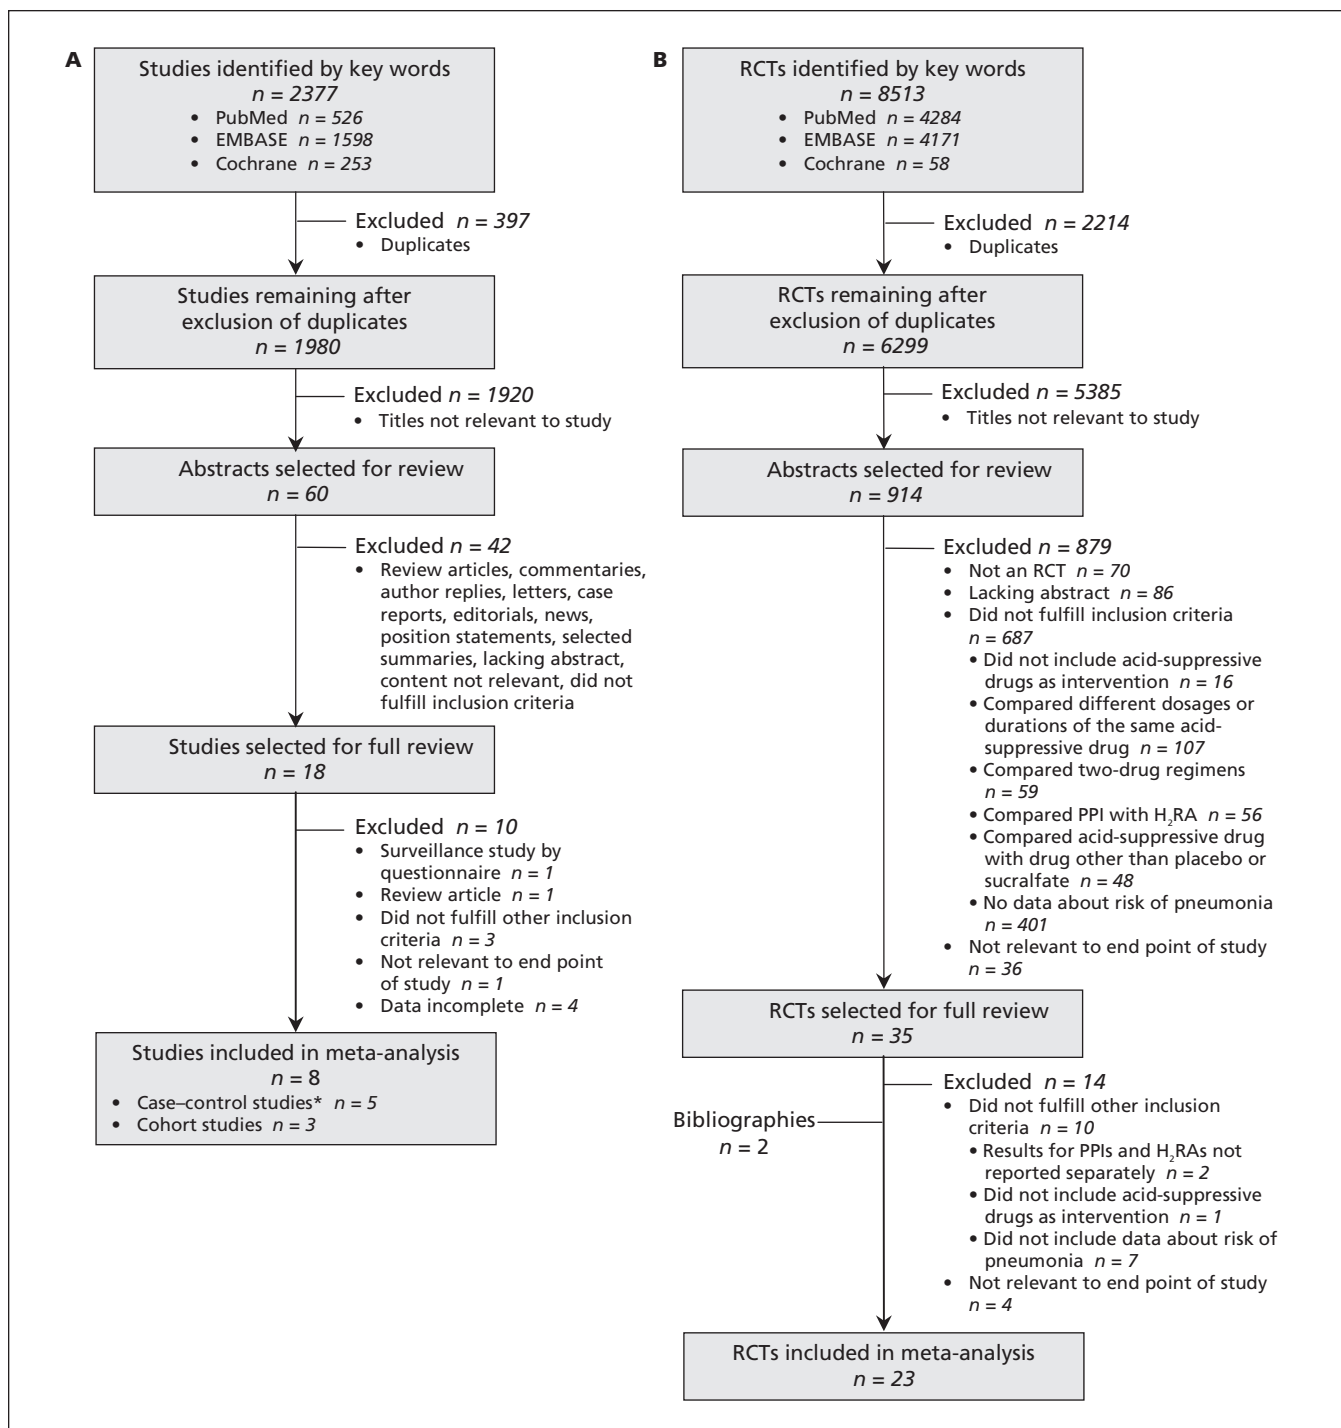 A
Studies identified by key words
n = 2377
• PubMed n = 526
• EMBASE n = 1598
• Cochrane n = 253
Excluded n = 397
• Duplicates
Studies remaining after
exclusion of duplicates
n = 1980
Excluded n = 1920
• Titles not relevant to study
Abstracts selected for review
n = 60
Excluded n = 42
• Review articles, commentaries,
author replies, letters, case
reports, editorials, news,
position statements, selected
summaries, lacking abstract,
content not relevant, did not
fulfill inclusion criteria
Studies selected for full review
n = 18
Excluded n = 10
• Surveillance study by
questionnaire n = 1
• Review article n = 1
• Did not fulfill other inclusion
criteria n = 3
• Not relevant to end point
of study n = 1
• Data incomplete n = 4
Studies included in meta-analysis
n = 8
• Case–control studies* n = 5
• Cohort studies n = 3
B
RCTs identified by key words
n = 8513
• PubMed n = 4284
• EMBASE n = 4171
• Cochrane n = 58
Excluded n = 2214
• Duplicates
RCTs remaining after
exclusion of duplicates
n = 6299
Excluded n = 5385
• Titles not relevant to study
Abstracts selected for review
n = 914
Excluded n = 879
• Not an RCT n = 70
• Lacking abstract n = 86
• Did not fulfill inclusion criteria
n = 687
• Did not include acid-suppressive
drugs as intervention n = 16
• Compared different dosages or
durations of the same acid-
suppressive drug n = 107
• Compared two-drug regimens
n = 59
• Compared PPI with H₂RA n = 56
• Compared acid-suppressive drug
with drug other than placebo or
sucralfate n = 48
• No data about risk of pneumonia
n = 401
• Not relevant to end point of study
n = 36
RCTs selected for full review
n = 35
Bibliographies
n = 2
Excluded n = 14
• Did not fulfill other inclusion
criteria n = 10
• Results for PPIs and H₂RAs not
reported separately n = 2
• Did not include acid-suppressive
drugs as intervention n = 1
• Did not include data about risk of
pneumonia n = 7
• Not relevant to end point of study
n = 4
RCTs included in meta-analysis
n = 23